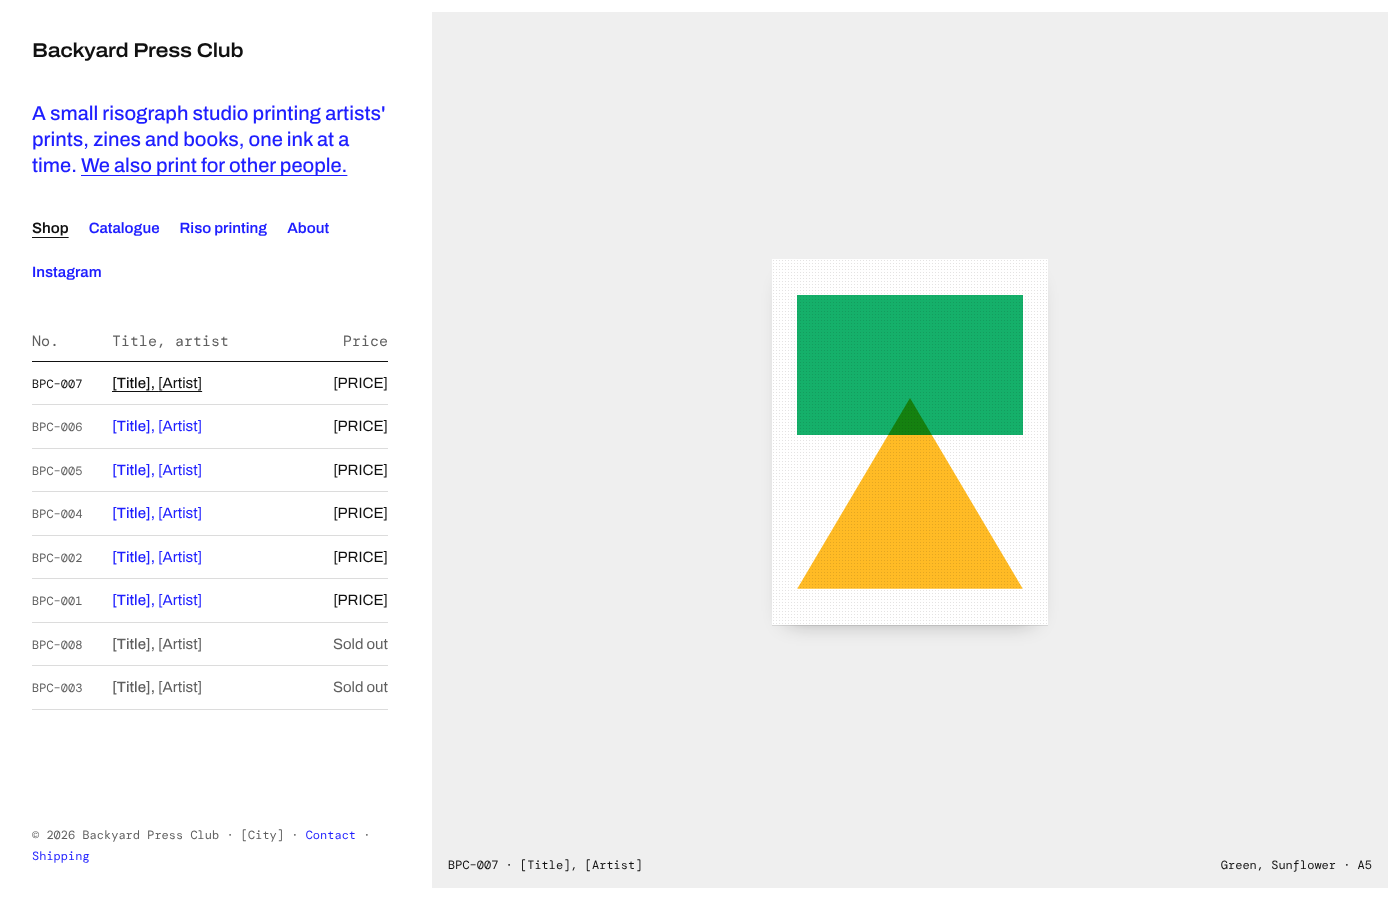 Backyard Press Club
A small risograph studio printing artists'
prints, zines and books, one ink at a
time. We also print for other people.
Shop Catalogue Riso printing About
Instagram
No. Title, artist Price
BPC-007 [Title], [Artist] [PRICE]
BPC-006 [Title], [Artist] [PRICE]
BPC-005 [Title], [Artist] [PRICE]
BPC-004 [Title], [Artist] [PRICE]
BPC-002 [Title], [Artist] [PRICE]
BPC-001 [Title], [Artist] [PRICE]
BPC-008 [Title], [Artist] Sold out
BPC-003 [Title], [Artist] Sold out
© 2026 Backyard Press Club · [City] · Contact ·
Shipping
BPC-007 · [Title], [Artist]
Green, Sunflower · A5